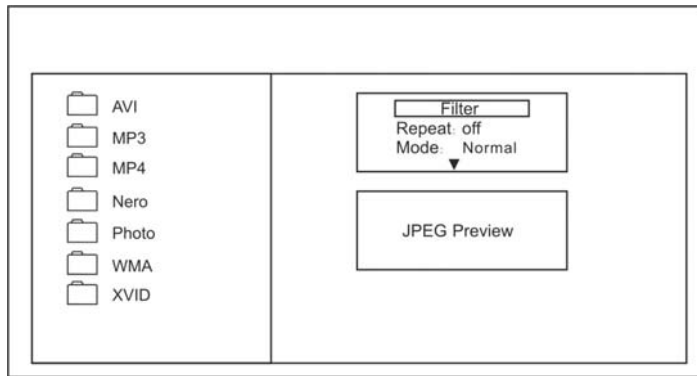 AVI
MP3
MP4
Nero
Photo
WMA
XVID
Filter
Repeat: off
Mode: Normal
JPEG Preview